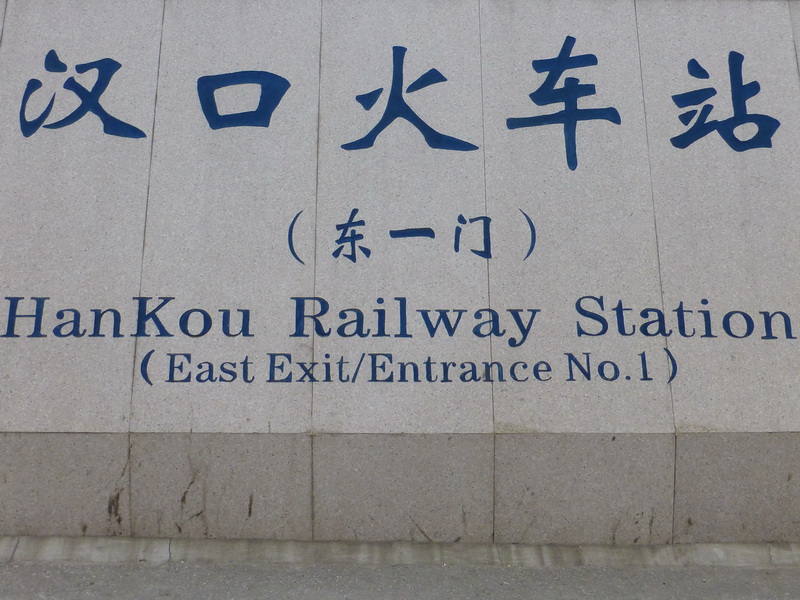 汉口火车站
(东一门)
HanKou Railway Station
(East Exit/Entrance No.1)